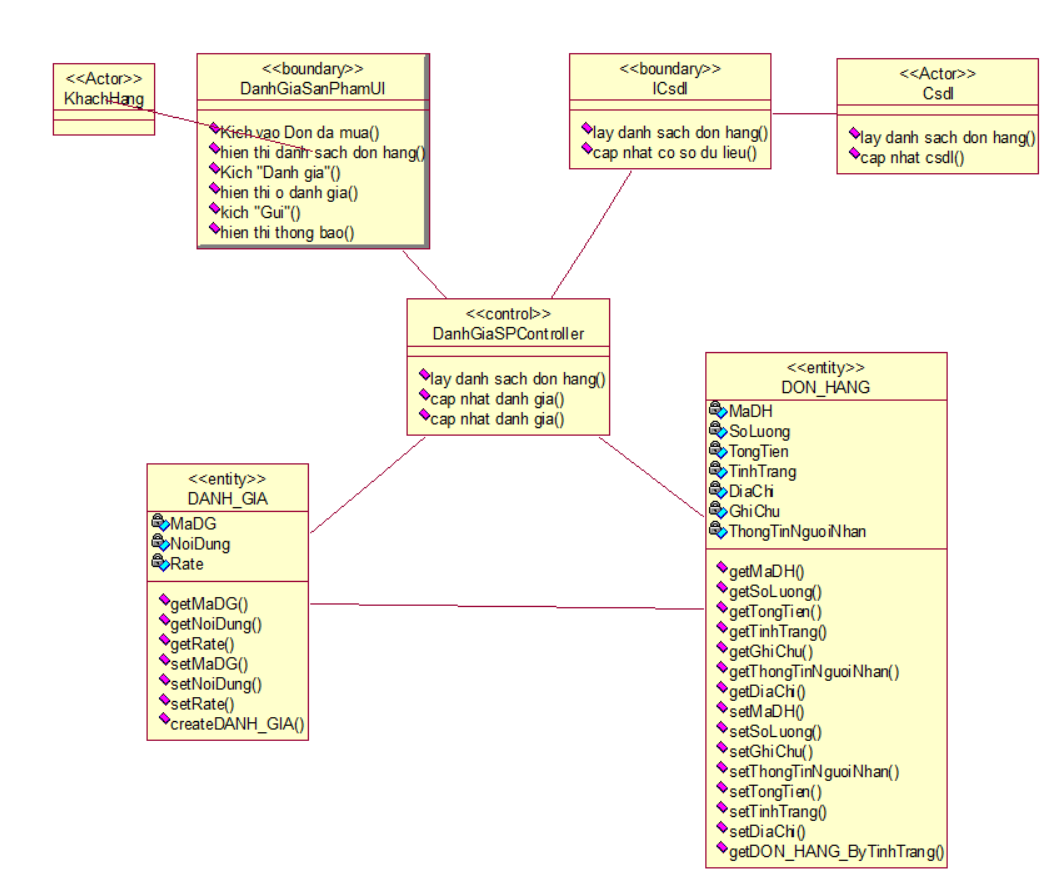 <<Actor>>
KhachHang
<<boundary>>
DanhGiaSanPhamUI
Kich vao Don da mua()
hien thi danh sach don hang()
Kich "Danh gia"()
hien thi o danh gia()
kich "Gui"()
hien thi thong bao()
<<boundary>>
ICsdl
lay danh sach don hang()
cap nhat co so du lieu()
<<Actor>>
Csdl
lay danh sach don hang()
cap nhat csdl()
<<control>>
DanhGiaSPController
lay danh sach don hang()
cap nhat danh gia()
cap nhat danh gia()
<<entity>>
DANH_GIA
MaDG
NoiDung
Rate
getMaDG()
getNoiDung()
getRate()
setMaDG()
setNoiDung()
setRate()
createDANH_GIA()
<<entity>>
DON_HANG
MaDH
SoLuong
TongTien
TinhTrang
DiaChi
GhiChu
ThongTinNguoiNhan
getMaDH()
getSoLuong()
getTongTien()
getTinhTrang()
getGhiChu()
getThongTinNguoiNhan()
getDiaChi()
setMaDH()
setSoLuong()
setGhiChu()
setThongTinNguoiNhan()
setTongTien()
setTinhTrang()
setDiaChi()
getDON_HANG_ByTinhTrang()